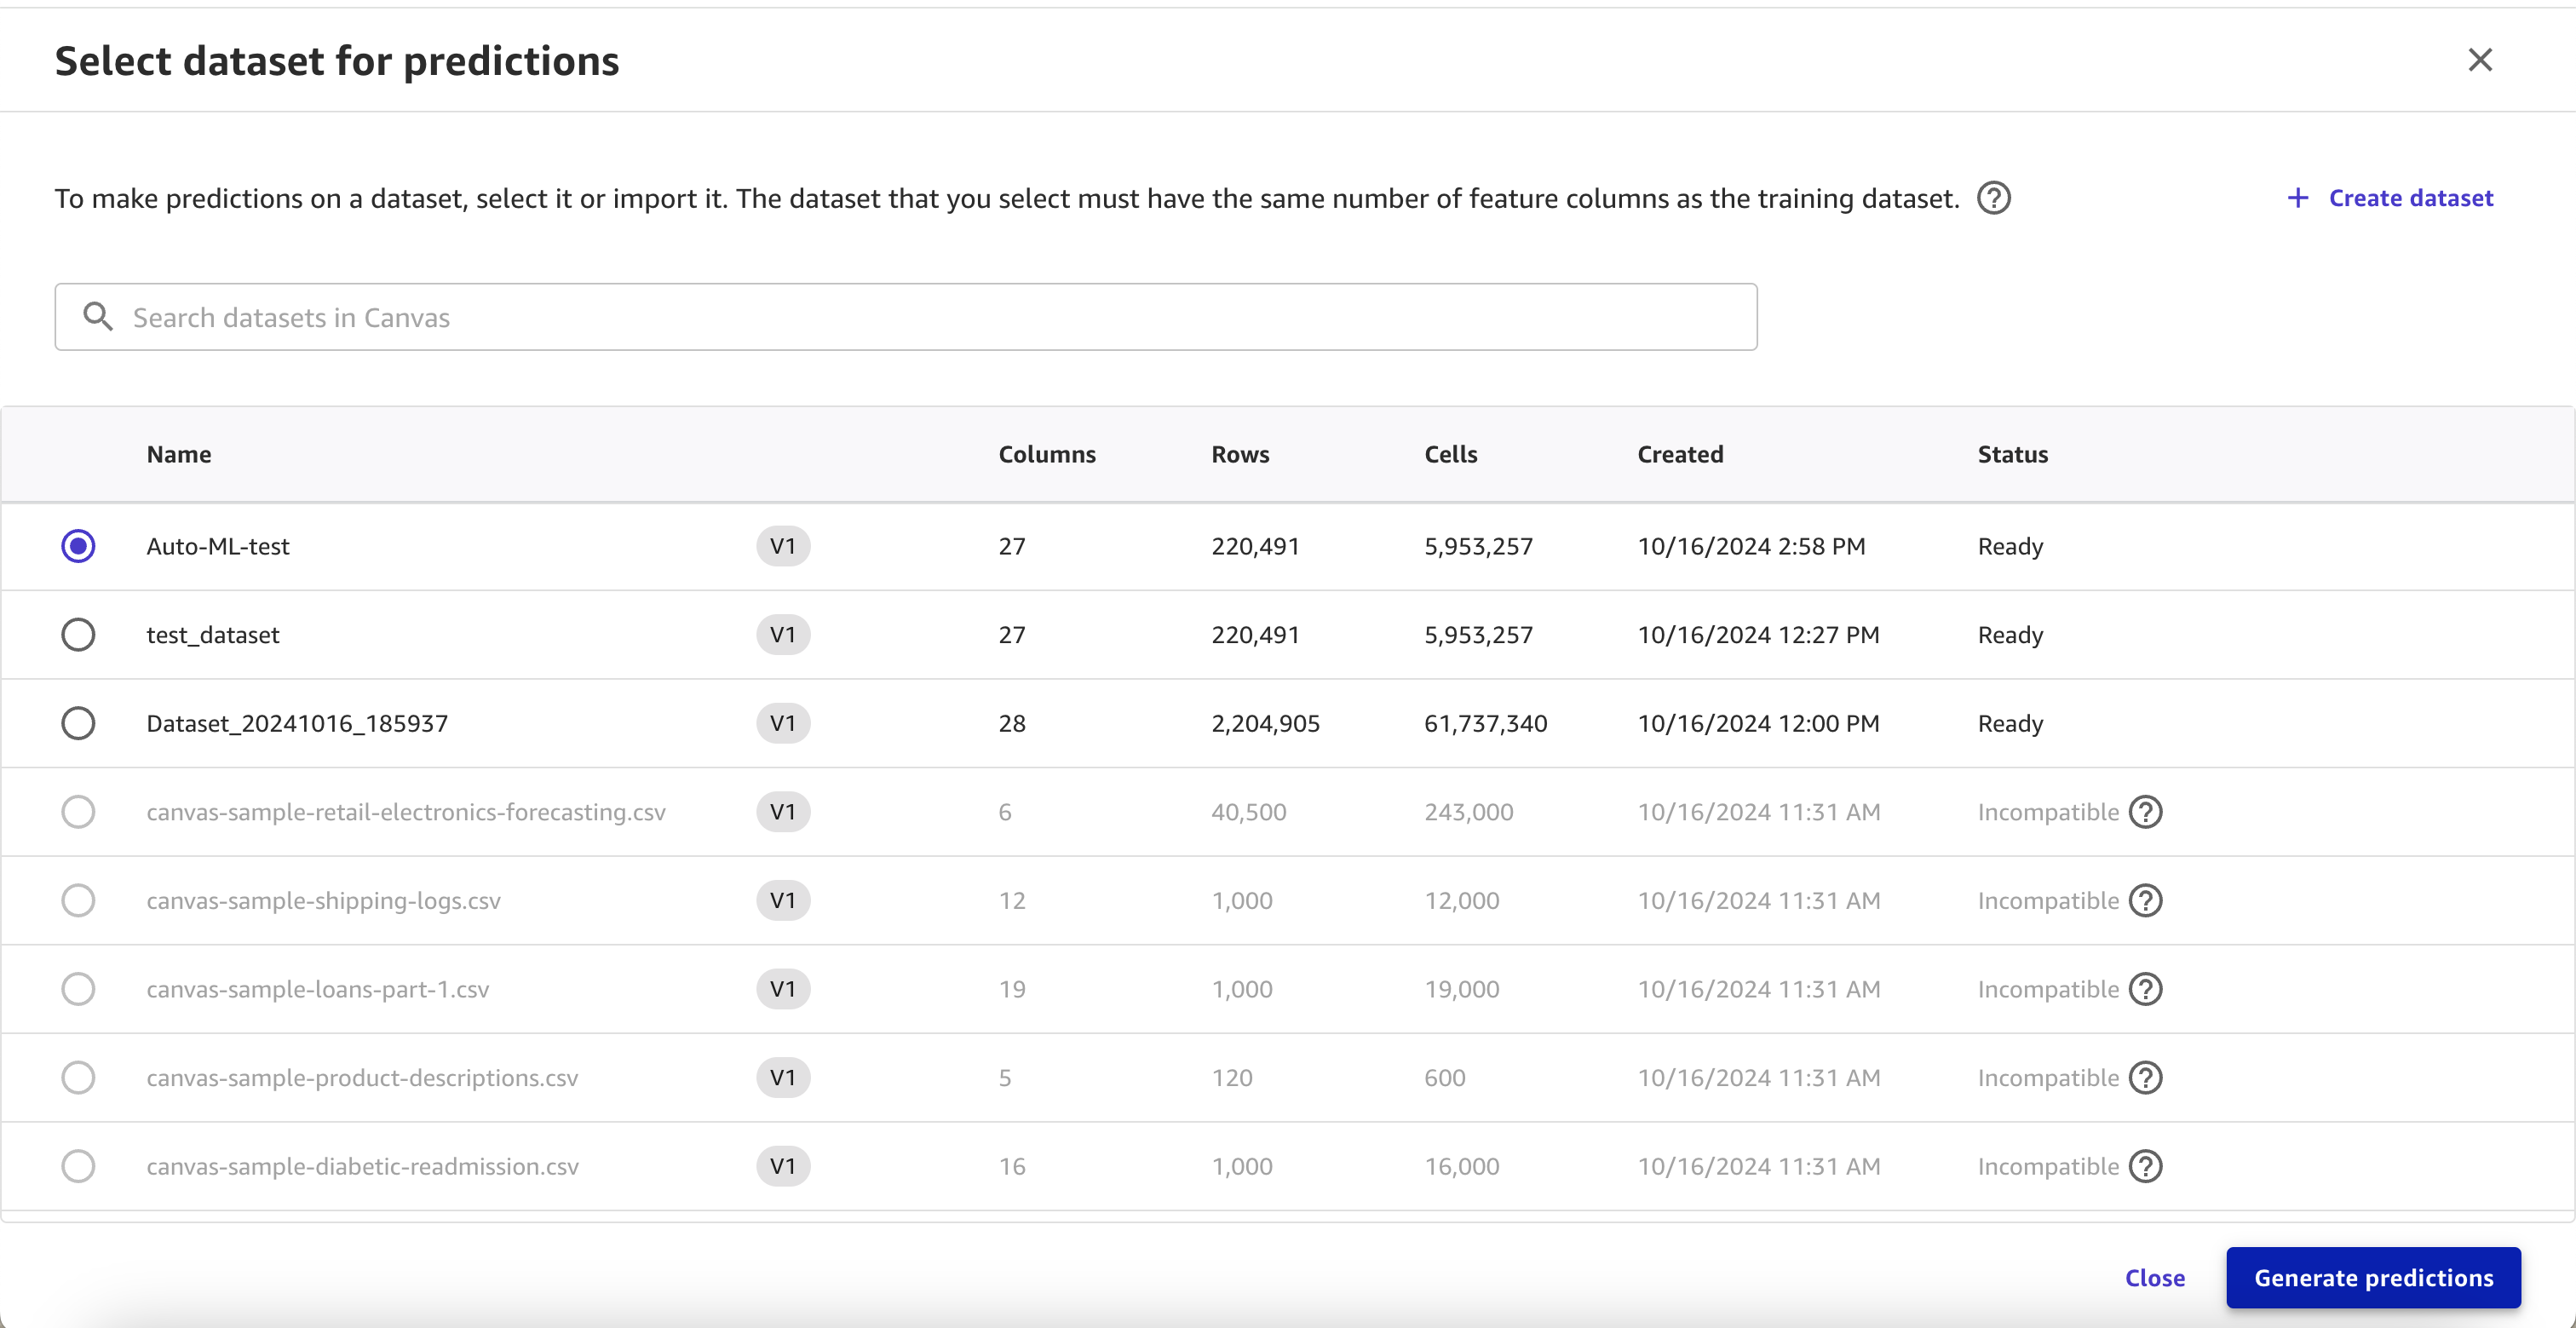 Select dataset for predictions
To make predictions on a dataset, select it or import it. The dataset that you select must have the same number of feature columns as the training dataset. ? + Create dataset
Search datasets in Canvas
Name Columns Rows Cells Created Status
Auto-ML-test V1 27 220,491 5,953,257 10/16/2024 2:58 PM Ready
test_dataset V1 27 220,491 5,953,257 10/16/2024 12:27 PM Ready
Dataset_20241016_185937 V1 28 2,204,905 61,737,340 10/16/2024 12:00 PM Ready
canvas-sample-retail-electronics-forecasting.csv V1 6 40,500 243,000 10/16/2024 11:31 AM Incompatible ?
canvas-sample-shipping-logs.csv V1 12 1,000 12,000 10/16/2024 11:31 AM Incompatible ?
canvas-sample-loans-part-1.csv V1 19 1,000 19,000 10/16/2024 11:31 AM Incompatible ?
canvas-sample-product-descriptions.csv V1 5 120 600 10/16/2024 11:31 AM Incompatible ?
canvas-sample-diabetic-readmission.csv V1 16 1,000 16,000 10/16/2024 11:31 AM Incompatible ?
Close Generate predictions